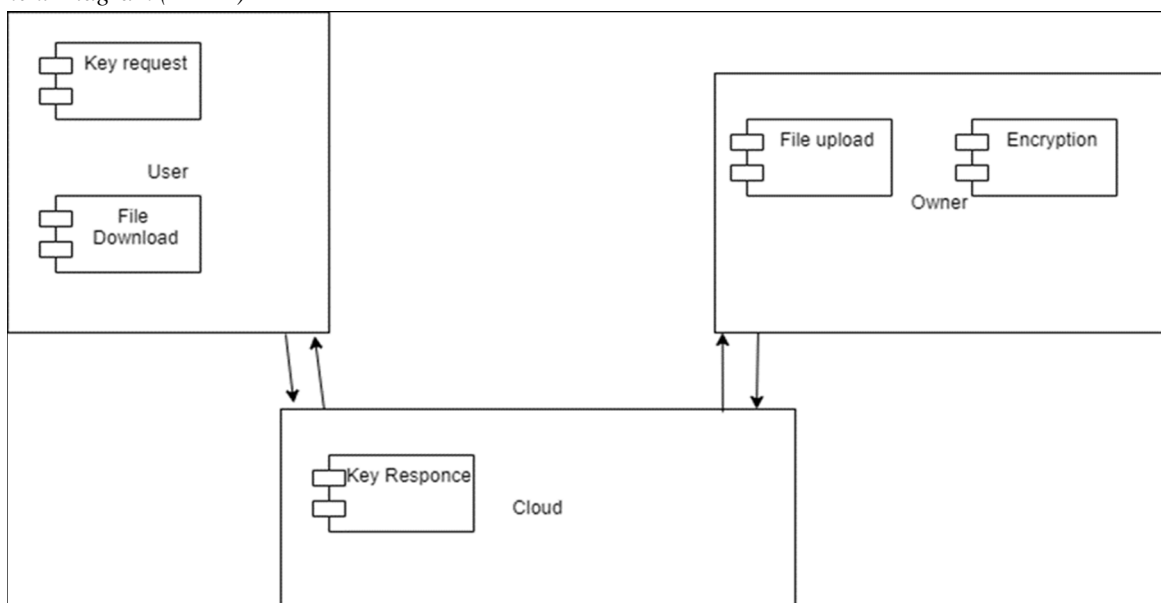 Key request
User
File
Download
File upload
Encryption
Owner
Key Responce
Cloud